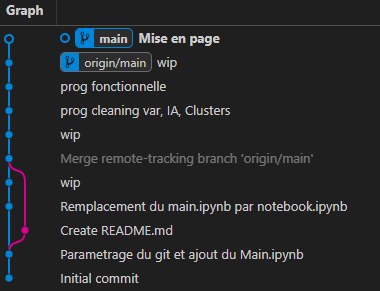 Graph
main Mise en page
origin/main wip
prog fonctionnelle
prog cleaning var, IA, Clusters
wip
Merge remote-tracking branch 'origin/main'
wip
Remplacement du main.ipynb par notebook.ipynb
Create README.md
Parametrage du git et ajout du Main.ipynb
Initial commit